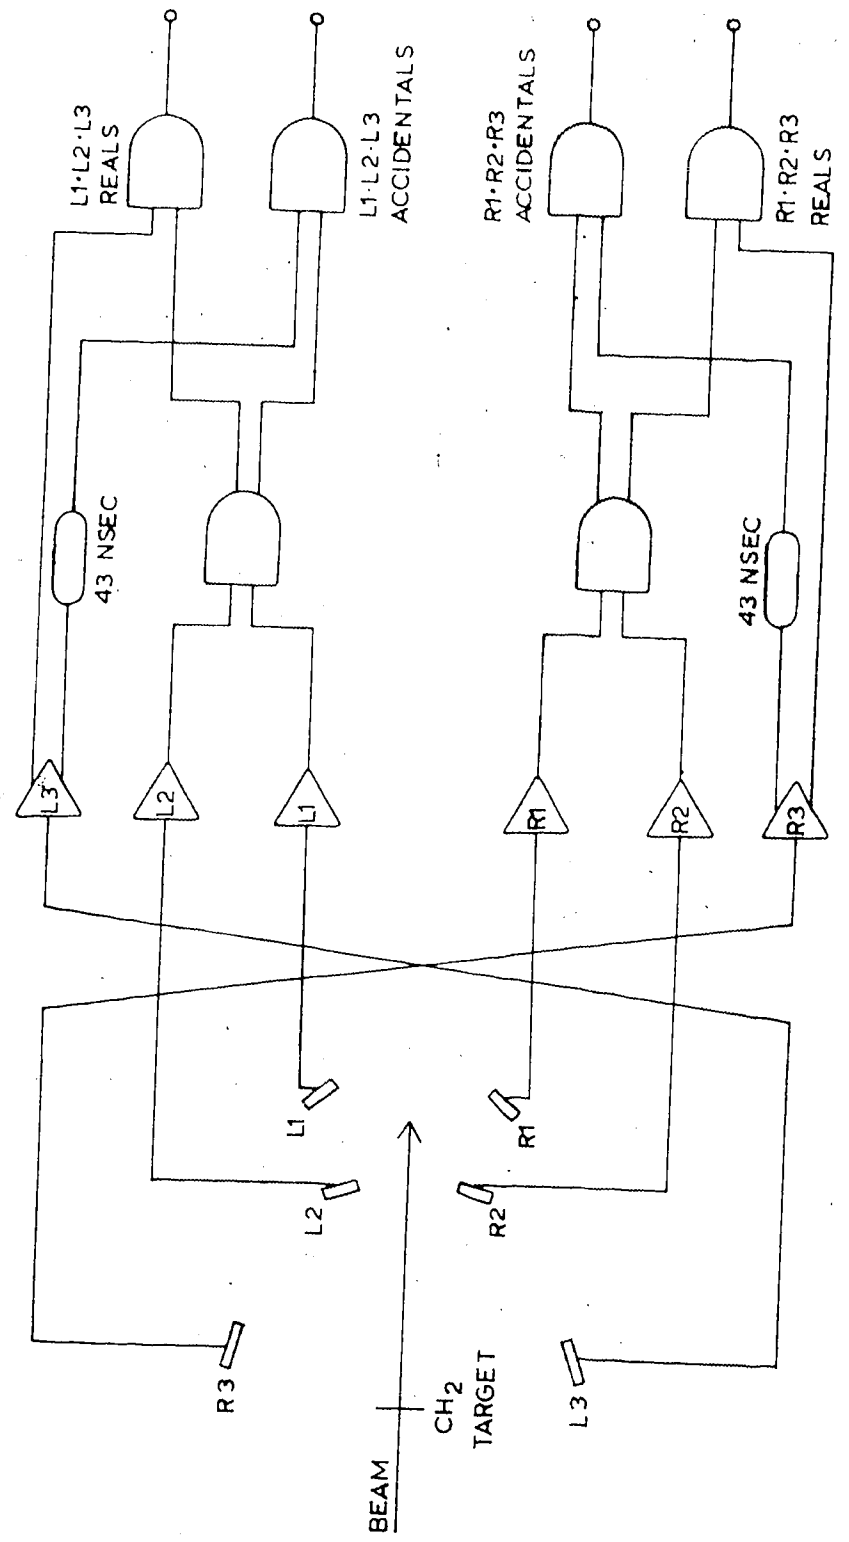 L1·L2·L3
REALS
L1·L2·L3
ACCIDENTALS
R1·R2·R3
ACCIDENTALS
R1·R2·R3
REALS
43 NSEC
43 NSEC
L3
L2
L1
R1
R2
R3
L1
R1
L2
R2
R3
L3
CH2
TARGET
BEAM